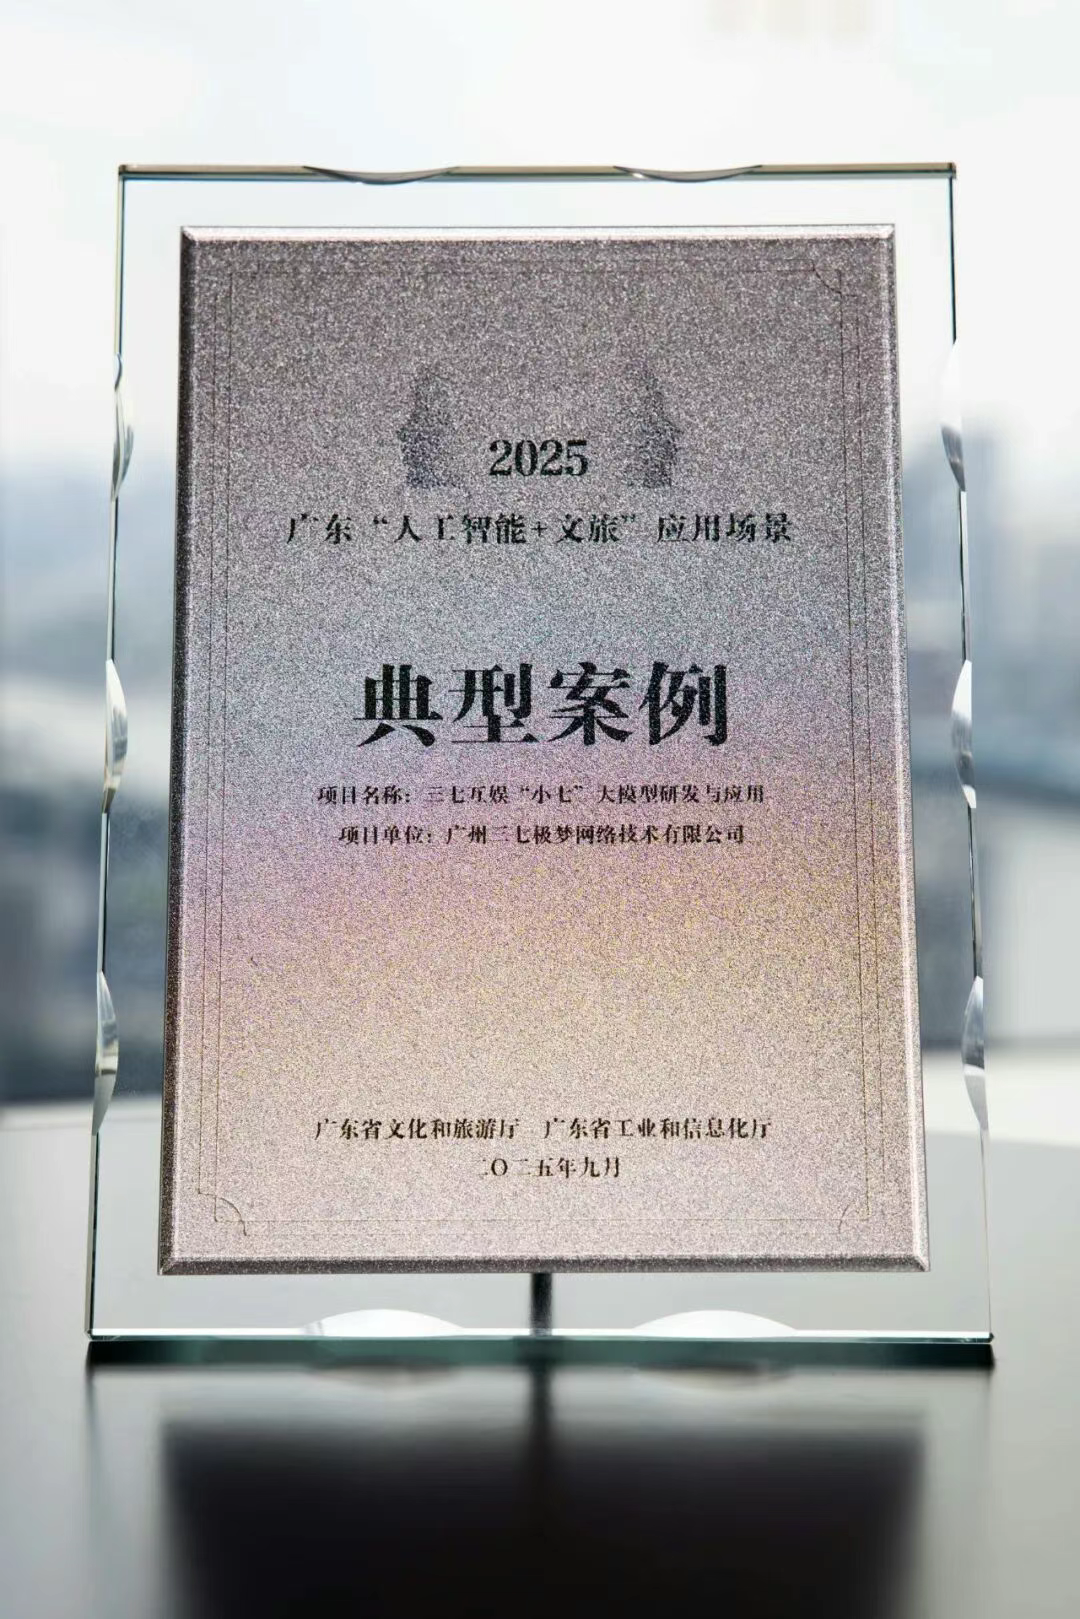 2025
广东“人工智能+文旅”应用场景
典型案例
项目名称：三七互娱“小七”大模型研发与应用
项目单位：广州三七极梦网络技术有限公司
广东省文化和旅游厅 广东省工业和信息化厅
二〇二五年九月